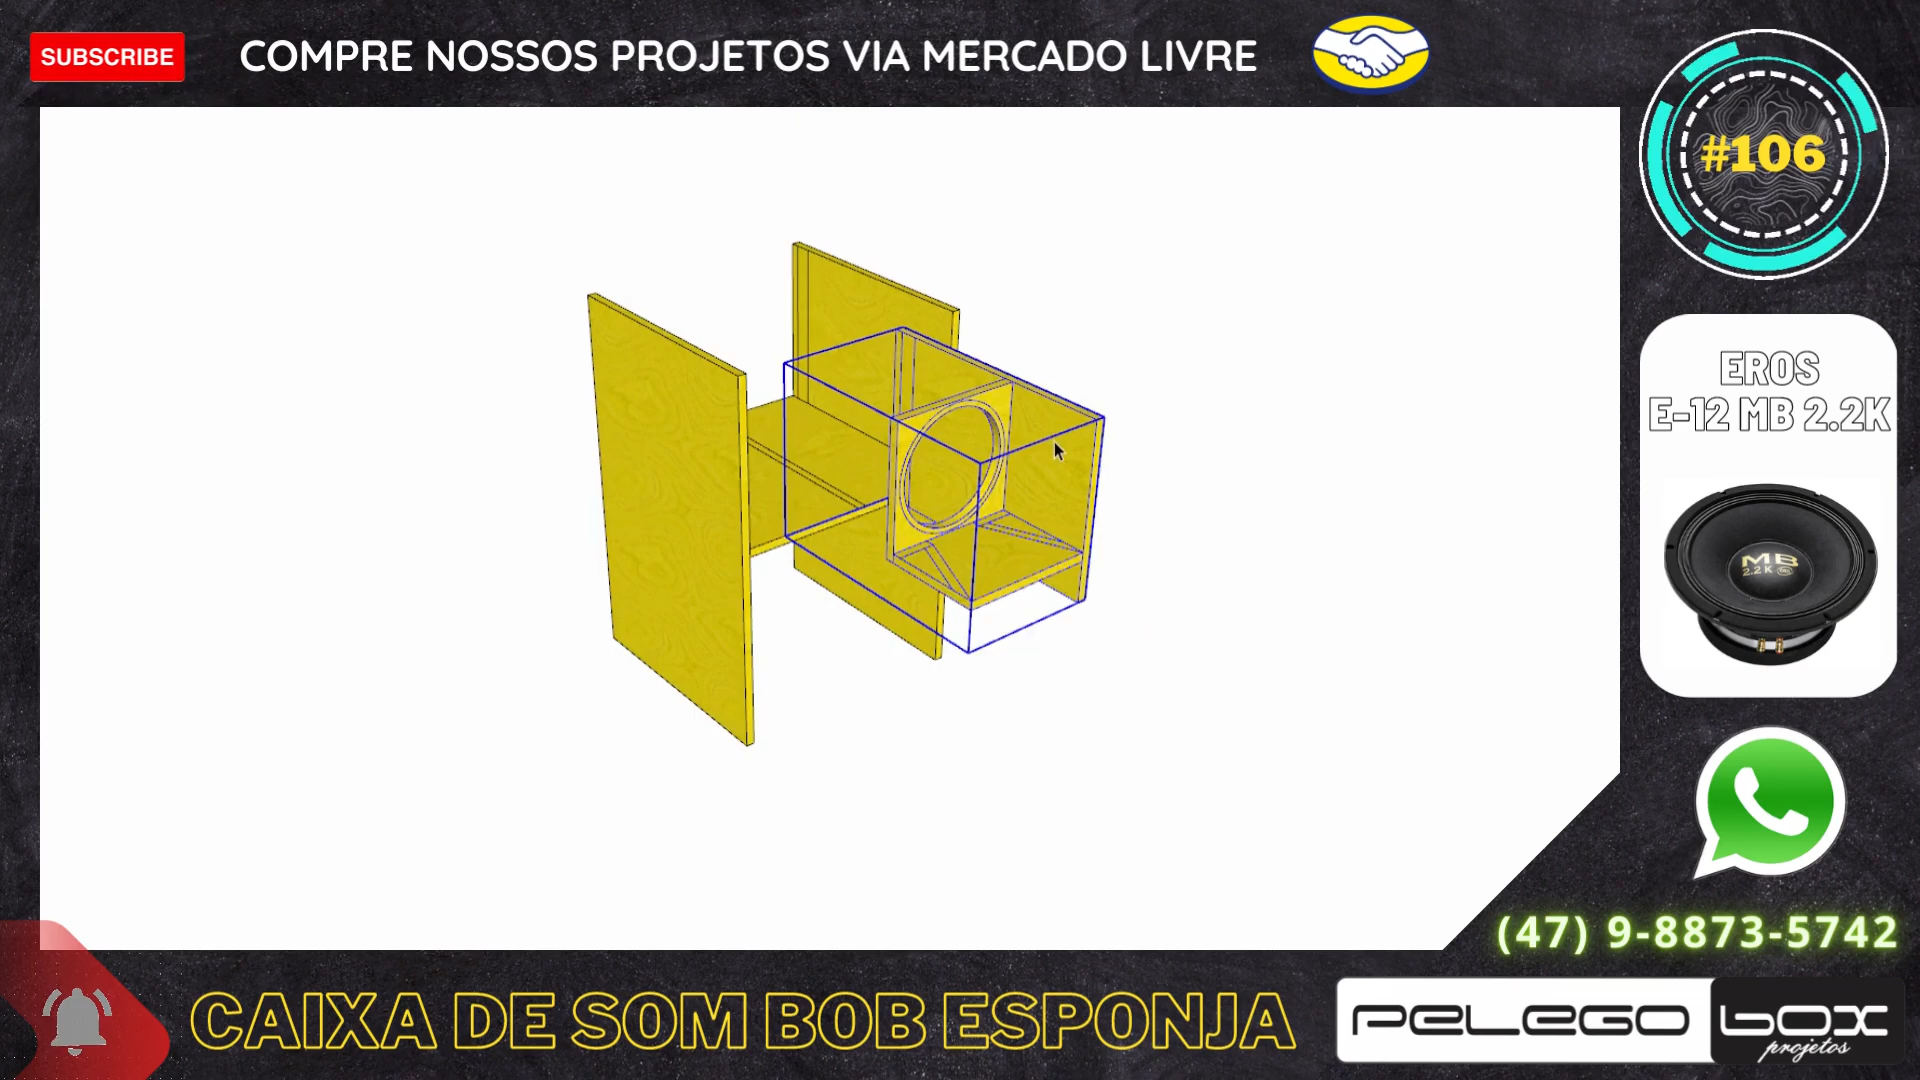 SUBSCRIBE
COMPRE NOSSOS PROJETOS VIA MERCADO LIVRE
#106
EROS
E-12 MB 2.2K
MB
2.2 K
(47) 9-8873-5742
CAIXA DE SOM BOB ESPONJA
PELEGO box
projetos